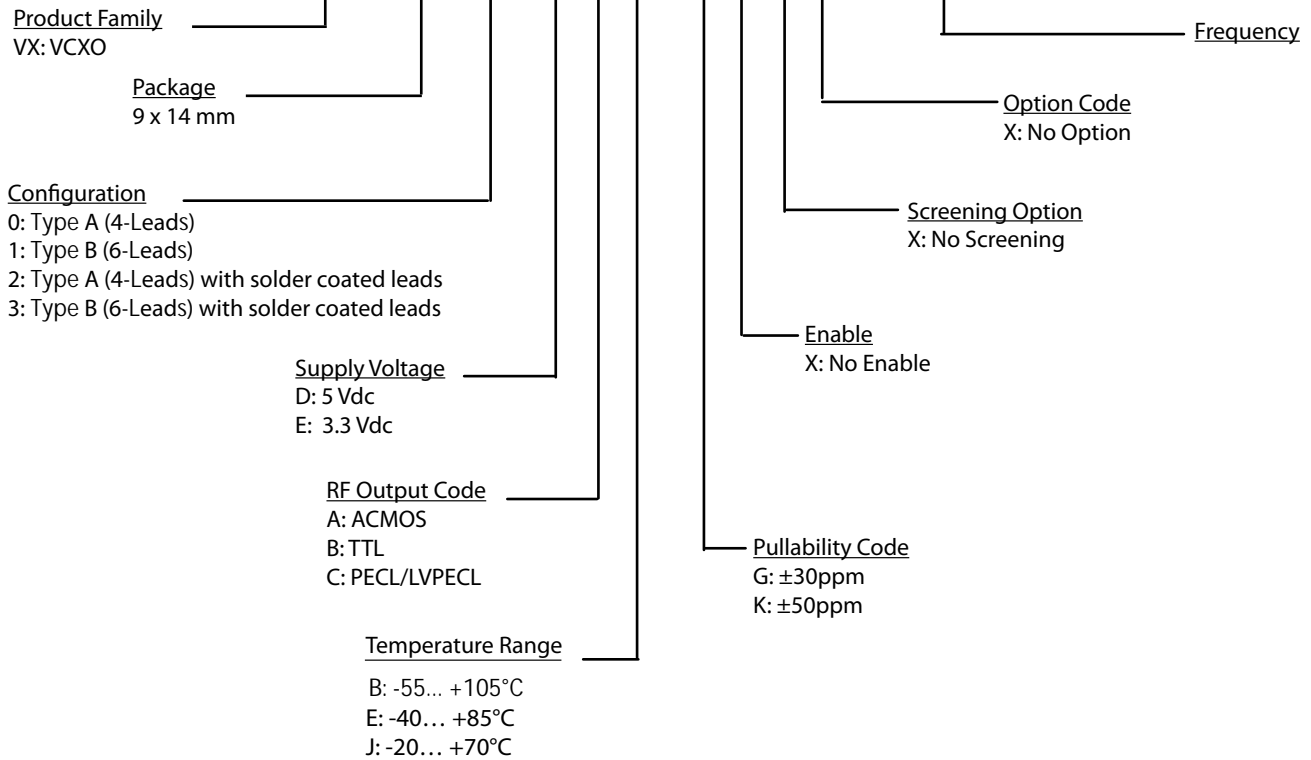 Product Family
VX: VCXO
Frequency
Package
9 x 14 mm
Option Code
X: No Option
Configuration
0: Type A (4-Leads)
1: Type B (6-Leads)
2: Type A (4-Leads) with solder coated leads
3: Type B (6-Leads) with solder coated leads
Screening Option
X: No Screening
Enable
X: No Enable
Supply Voltage
D: 5 Vdc
E: 3.3 Vdc
RF Output Code
A: ACMOS
B: TTL
C: PECL/LVPECL
Pullability Code
G: ±30ppm
K: ±50ppm
Temperature Range
B: -55... +105°C
E: -40… +85°C
J: -20… +70°C